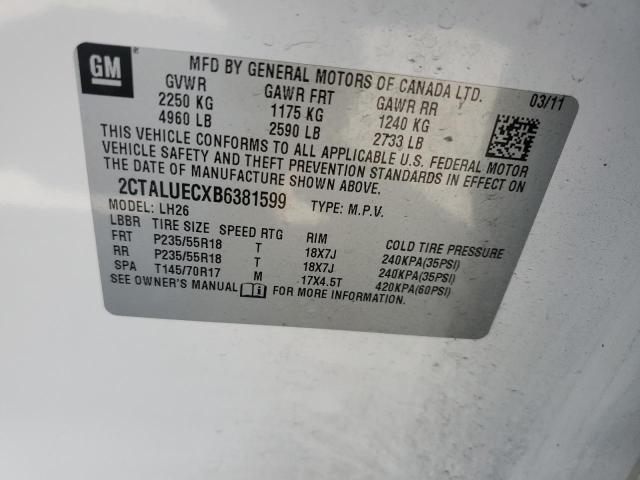 GM
MFD BY GENERAL MOTORS OF CANADA LTD.
03/11
GVWR GAWR FRT GAWR RR
2250 KG 1175 KG 1240 KG
4960 LB 2590 LB 2733 LB
THIS VEHICLE CONFORMS TO ALL APPLICABLE U.S. FEDERAL MOTOR
VEHICLE SAFETY AND THEFT PREVENTION STANDARDS IN EFFECT ON
THE DATE OF MANUFACTURE SHOWN ABOVE.
2CTALUECXB6381599 TYPE: M.P.V.
MODEL: LH26
LBBR TIRE SIZE SPEED RTG RIM COLD TIRE PRESSURE
FRT P235/55R18 T 18X7J 240KPA(35PSI)
RR P235/55R18 T 18X7J 240KPA(35PSI)
SPA T145/70R17 M 17X4.5T 420KPA(60PSI)
SEE OWNER'S MANUAL FOR MORE INFORMATION.